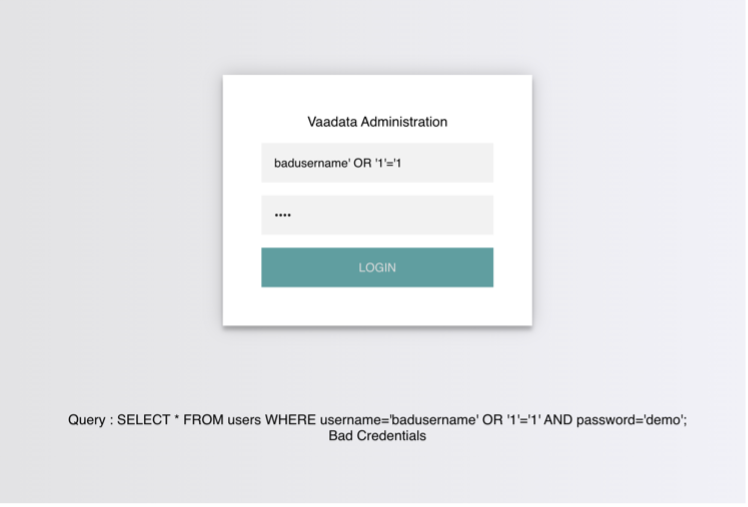 Vaadata Administration
badusername' OR '1'='1
••••
LOGIN
Query : SELECT * FROM users WHERE username='badusername' OR '1'='1' AND password='demo';
Bad Credentials